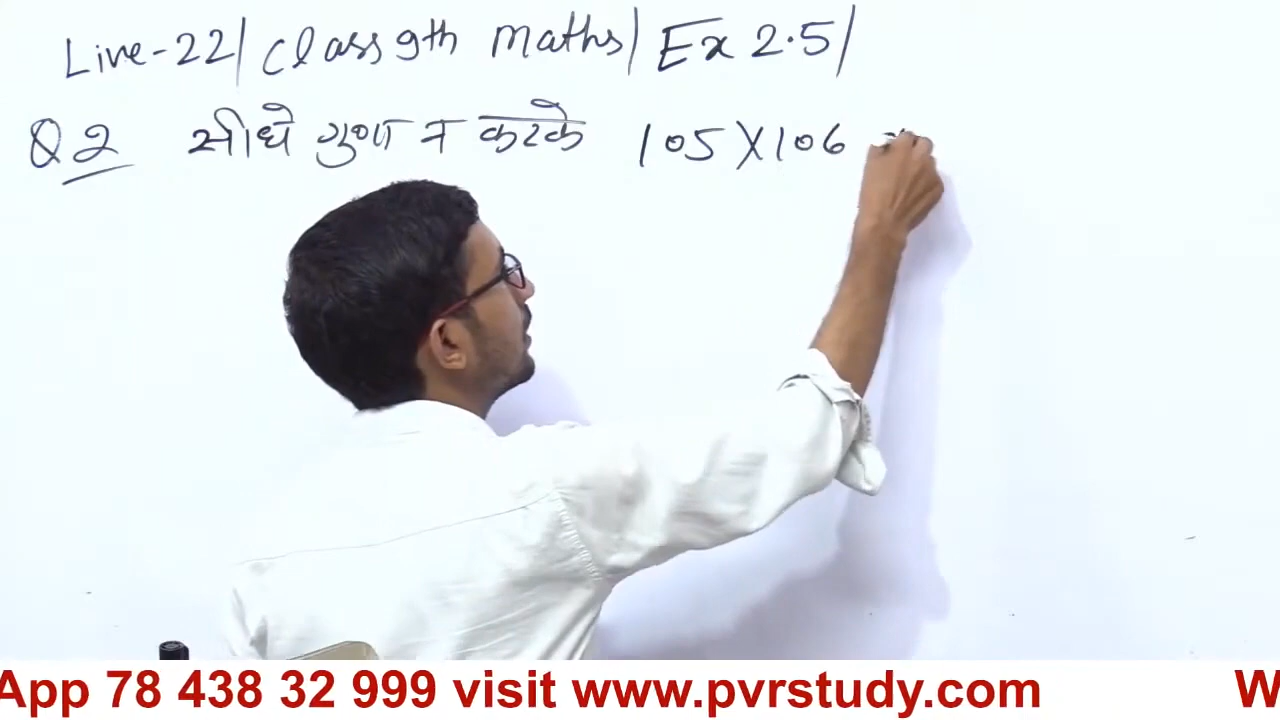 Live-22/ Class 9th maths/ Ex 2.5/
Q 2 सीधे गुणा न करके 105 X 106
App 78 438 32 999 visit www.pvrstudy.com W